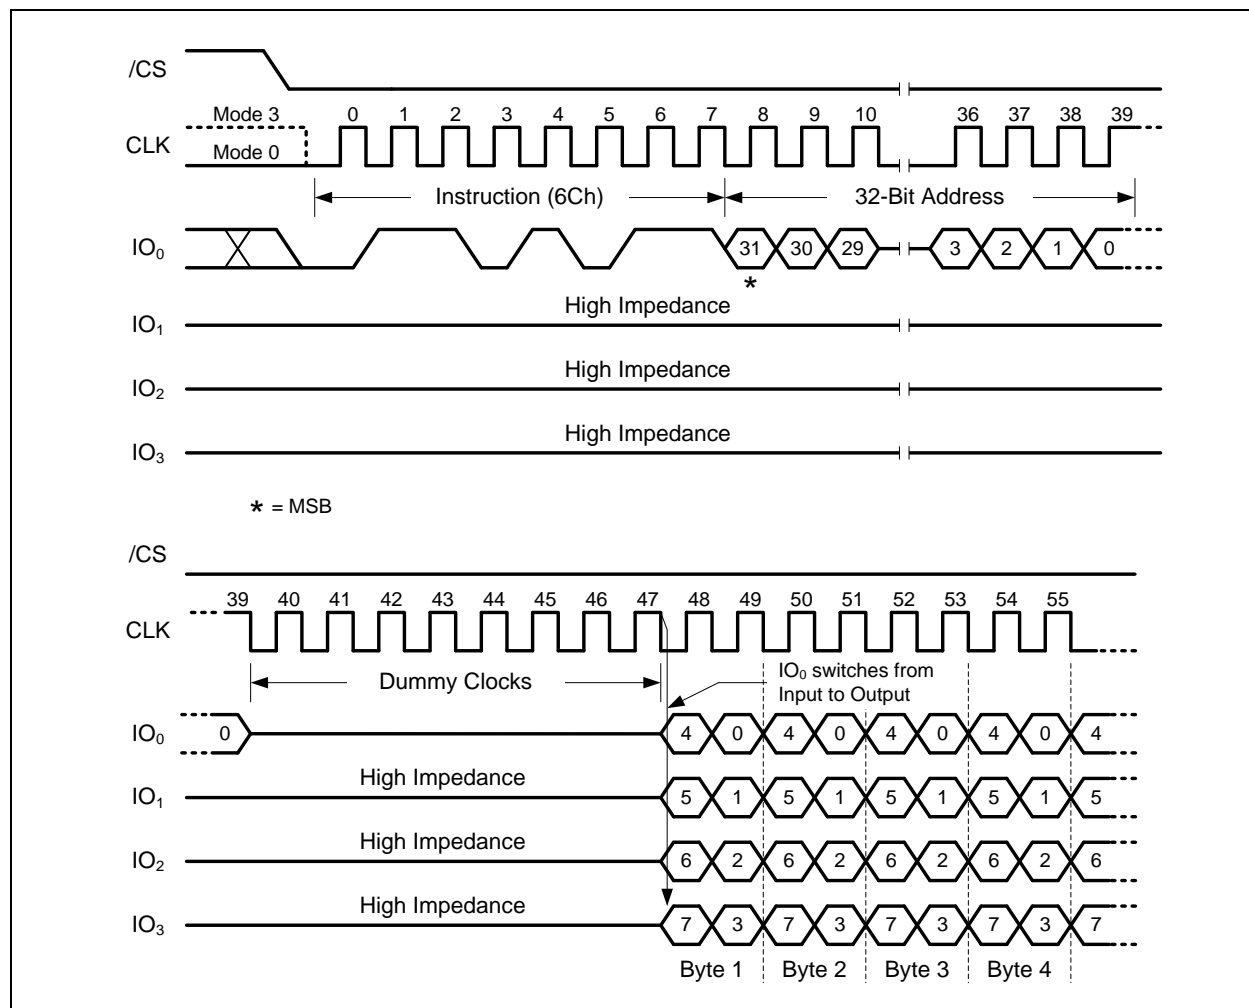 /CS
Mode 3 0 1 2 3 4 5 6 7 8 9 10 36 37 38 39
CLK
Mode 0
Instruction (6Ch) 32-Bit Address
IO0 31 30 29 3 2 1 0
*
High Impedance
IO1
High Impedance
IO2
High Impedance
IO3
* = MSB
/CS
39 40 41 42 43 44 45 46 47 48 49 50 51 52 53 54 55
CLK
Dummy Clocks
IO0 switches from
Input to Output
IO0 0 4 0 4 0 4 0 4 0 4
High Impedance
IO1 5 1 5 1 5 1 5 1 5
High Impedance
IO2 6 2 6 2 6 2 6 2 6
High Impedance
IO3 7 3 7 3 7 3 7 3 7
Byte 1 Byte 2 Byte 3 Byte 4